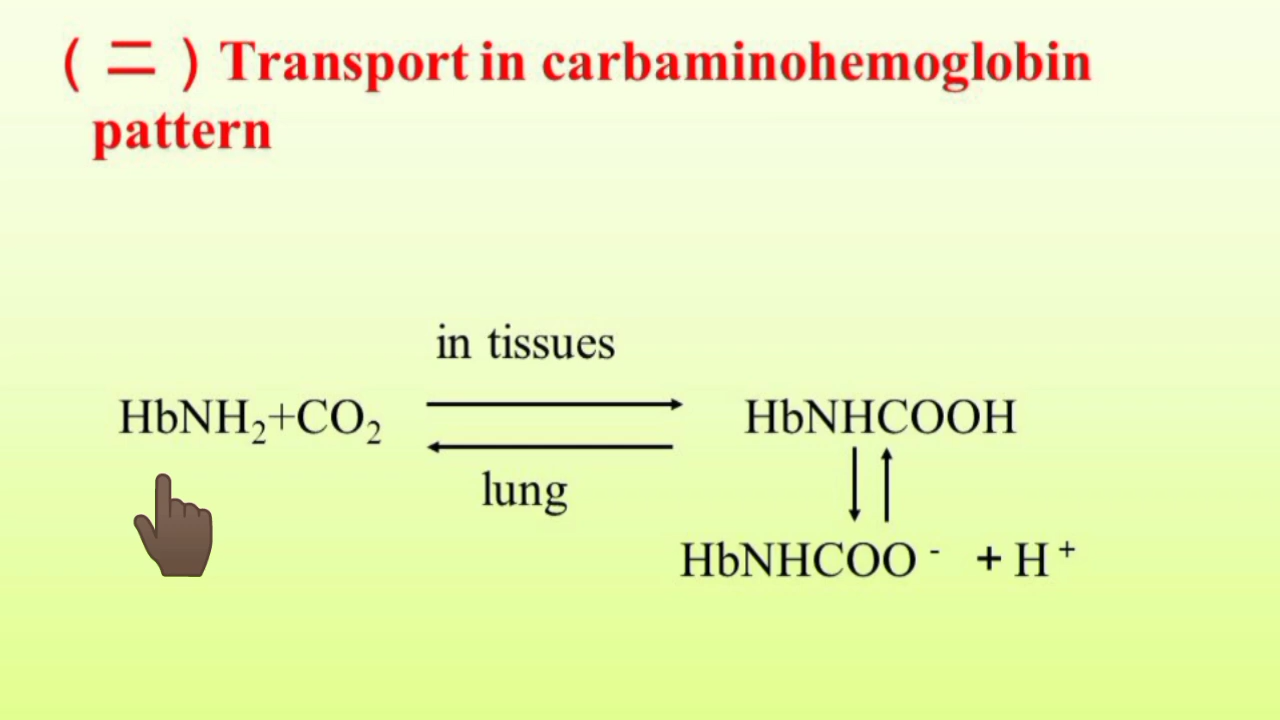 (二) Transport in carbaminohemoglobin
pattern
in tissues
HbNH₂+CO₂
HbNHCOOH
lung
HbNHCOO⁻ + H⁺